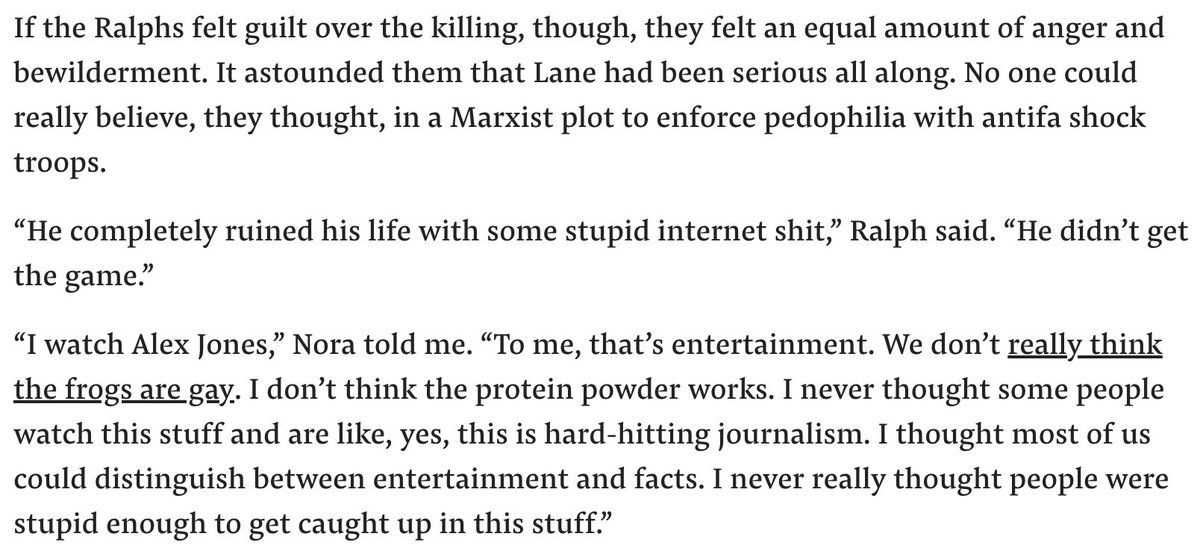 If the Ralphs felt guilt over the killing, though, they felt an equal amount of anger and
bewilderment. It astounded them that Lane had been serious all along. No one could
really believe, they thought, in a Marxist plot to enforce pedophilia with antifa shock
troops.
“He completely ruined his life with some stupid internet shit,” Ralph said. “He didn’t get
the game.”
“I watch Alex Jones,” Nora told me. “To me, that’s entertainment. We don’t really think
the frogs are gay. I don’t think the protein powder works. I never thought some people
watch this stuff and are like, yes, this is hard-hitting journalism. I thought most of us
could distinguish between entertainment and facts. I never really thought people were
stupid enough to get caught up in this stuff.”